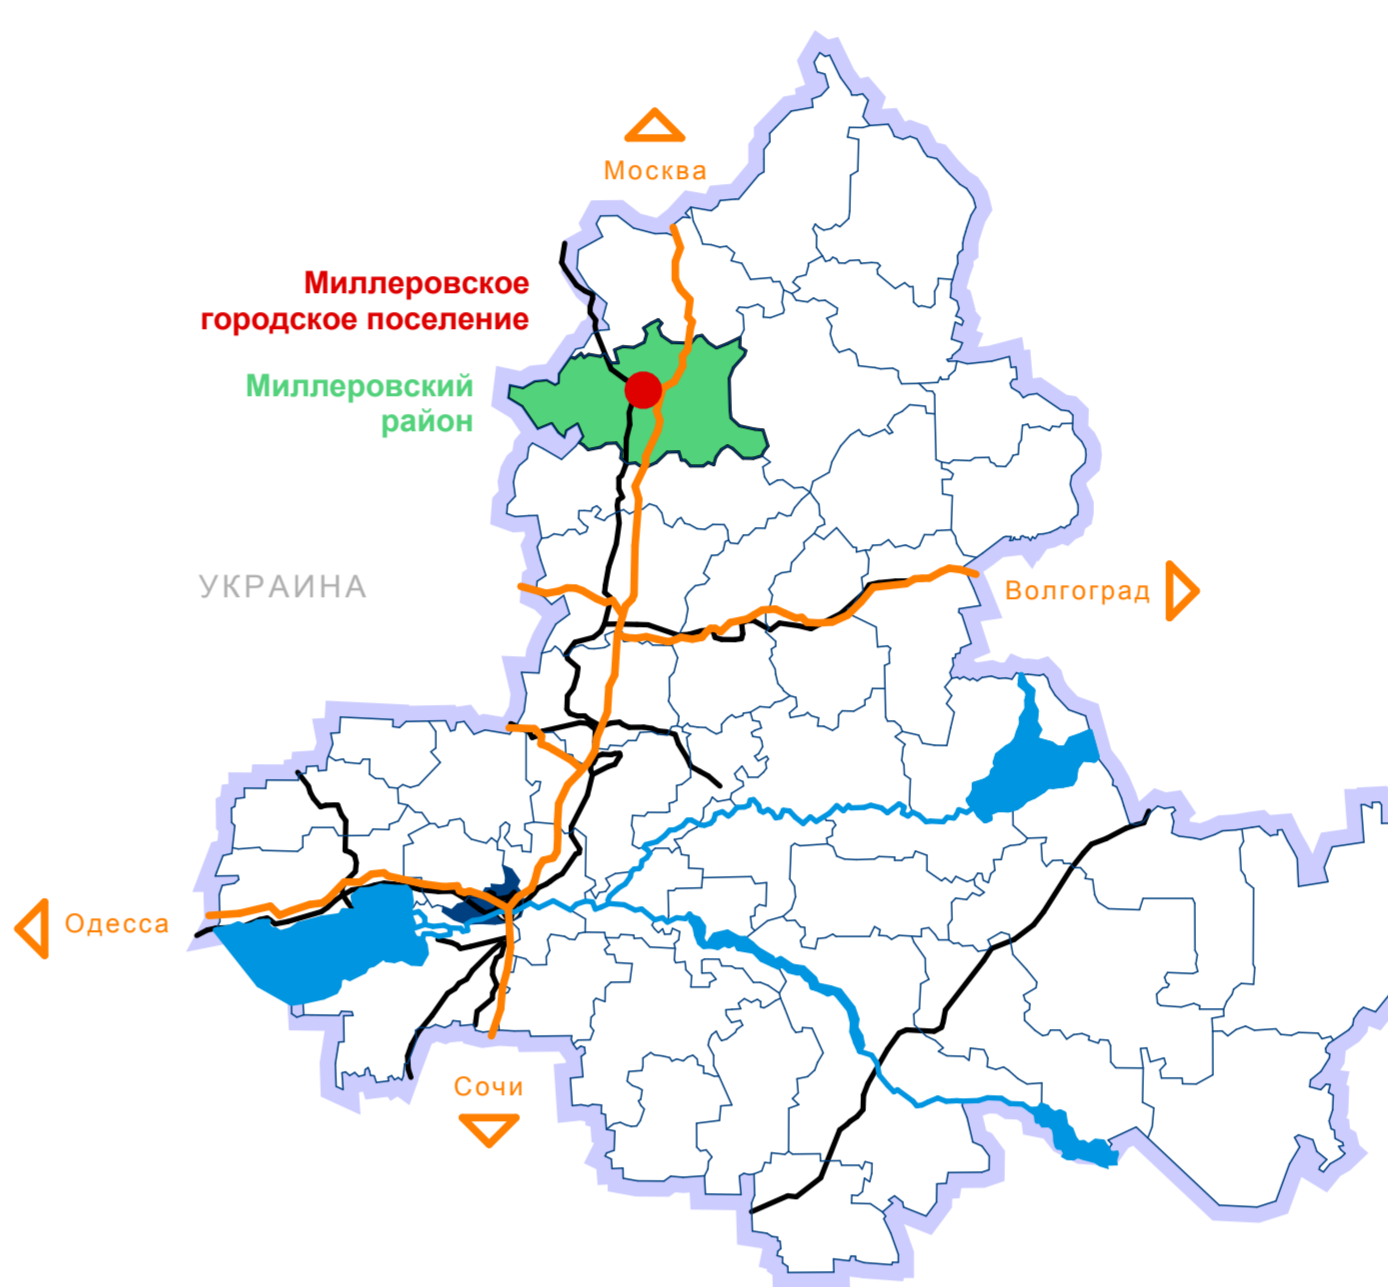 Москва
Миллеровское
городское поселение
Миллеровский
район
УКРАИНА
Волгоград
Одесса
Сочи